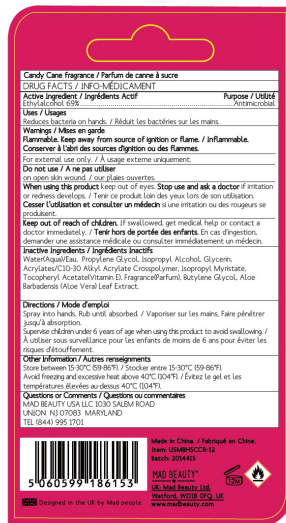 Candy Cane fragrance / Parfum de canne à sucre
DRUG FACTS / INFO-MÉDICAMENT
Active Ingredient / Ingrédients Actif Purpose / Utilité
Ethylalcohol 69%......Antimicrobial
Uses / Usages
Reduces bacteria on hands. / Réduit les bactéries sur les mains.
Warnings / Mises en garde
Flammable. Keep away from source of ignition or flame. / Inflammable.
Conserver à l'abri des sources d'ignition ou des flammes.
For external use only. / À usage externe uniquement.
Do not use / A ne pas utiliser
on open skin wound. / our plaies ouvertes.
When using this product keep out of eyes. Stop use and ask a doctor if irritation
or redness develops. / Tenir ce produit loin des yeux lors de son utilisation.
Cesser l'utilisation et consulter un médecin si une irritation ou des rougeurs se
produisent.
Keep out of reach of children. If swallowed, get medical help or contact a
doctor immediately. / Tenir hors de portée des enfants. En cas d'ingestion,
demander une assistance médicale ou consulter immédiatement un médecin.
Inactive Ingredients / Ingrédients Inactifs
Water(Aqua)/Eau, Propylene Glycol, Isopropyl Alcohol, Glycerin,
Acrylates/C10-30 Alkyl Acrylate Crosspolymer, Isopropyl Myristate,
Tocopheryl Acetate(Vitamin E), Fragrance(Parfum), Butylene Glycol, Aloe
Barbadensis (Aloe Vera) Leaf Extract.
Directions / Mode d'emploi
Spray into hands. Rub until absorbed. / Vaporiser sur les mains. Faire pénétrer
jusqu'à absorption.
Supervise children under 6 years of age when using this product to avoid swallowing. /
À utiliser sous surveillance pour les enfants de moins de 6 ans pour éviter les
risques d'étouffement.
Other Information / Autres renseignments
Store between 15-30°C (59-86°F). / Stocker entre 15-30°C (59-86°F).
Avoid freezing and excessive heat above 40°C (104°F). / Évitez le gel et les
températures élevées au-dessus 40°C (104°F).
Questions or Comments / Questions ou commentaires
MAD BEAUTY USA LLC 1030 SALEM ROAD
UNION NJ 07083 MARYLAND
TEL (844) 995 1701
Made in China. / Fabriqué en Chine.
Item: USMBHSCCR-12
Batch: 2014415
MAD BEAUTY
UK: Mad Beauty Ltd,
Watford, WD18 0FQ, UK
www.madbeauty.com
12M
5 060599 186153
Designed in the UK by Mad people.